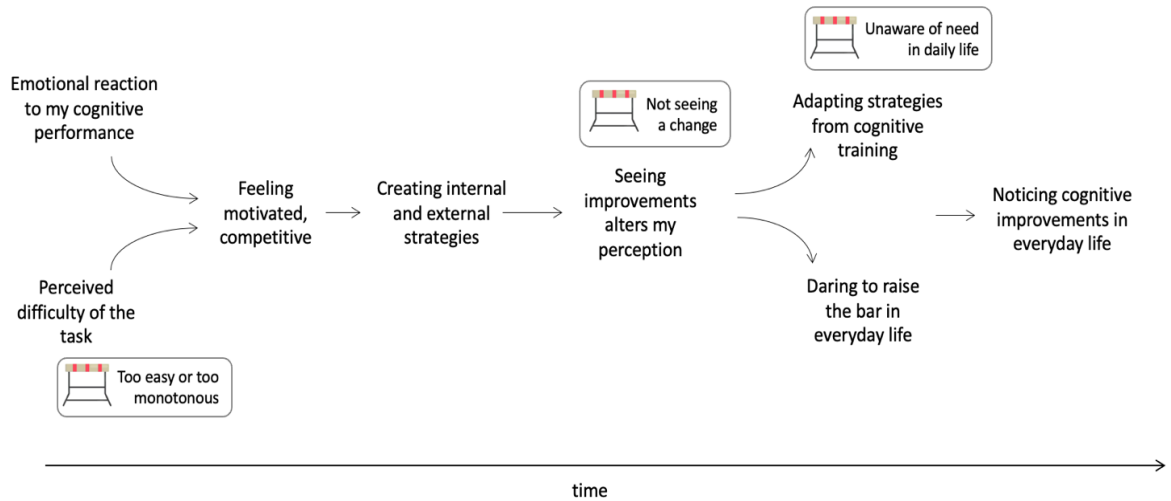 Emotional reaction
to my cognitive
performance
Perceived
difficulty of the
task
Too easy or too
monotonous
Feeling
motivated,
competitive
Creating internal
and external
strategies
Not seeing
a change
Seeing
improvements
alters my
perception
Unaware of need
in daily life
Adapting strategies
from cognitive
training
Daring to raise
the bar in
everyday life
Noticing cognitive
improvements in
everyday life
time